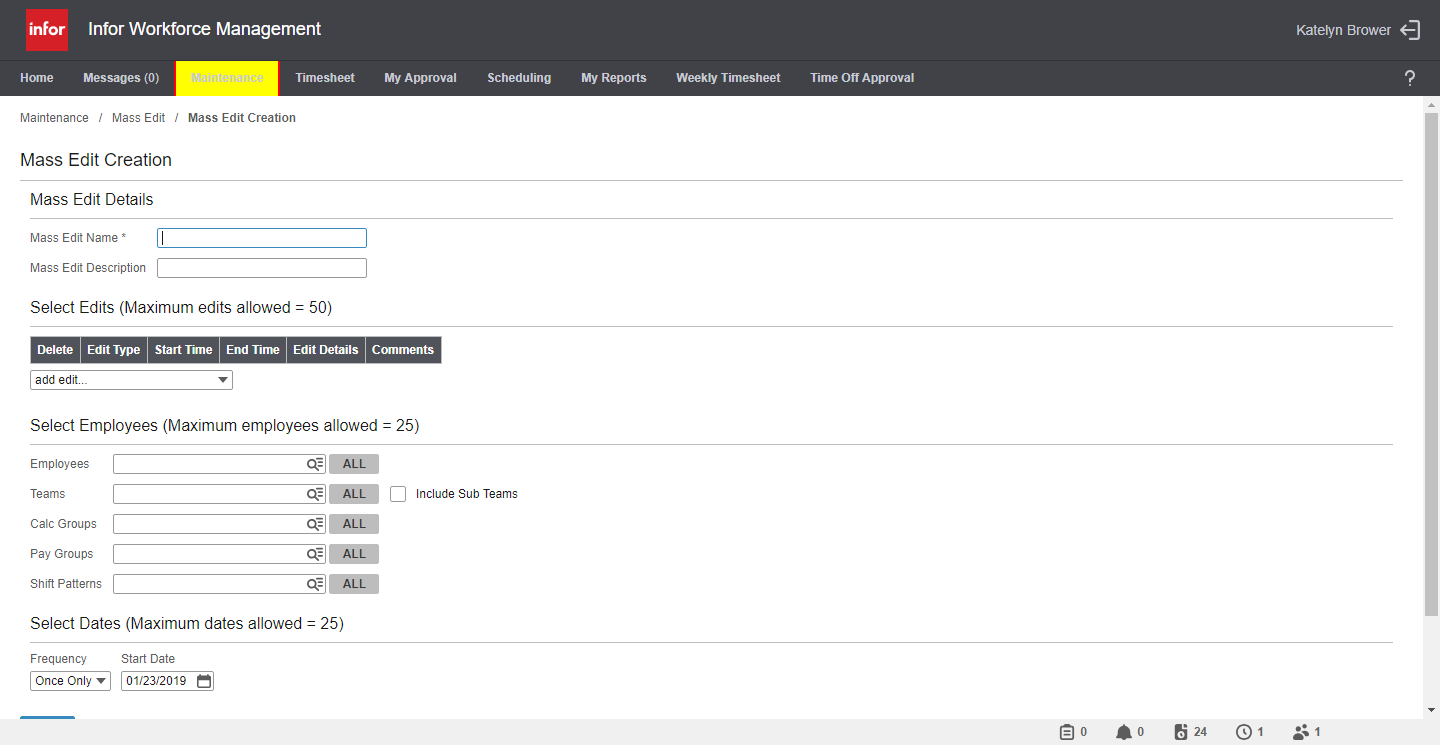 infor Infor Workforce Management Katelyn Brower
Home Messages (0) Maintenance Timesheet My Approval Scheduling My Reports Weekly Timesheet Time Off Approval ?
Maintenance / Mass Edit / Mass Edit Creation
Mass Edit Creation
Mass Edit Details
Mass Edit Name *
Mass Edit Description
Select Edits (Maximum edits allowed = 50)
Delete Edit Type Start Time End Time Edit Details Comments
add edit...
Select Employees (Maximum employees allowed = 25)
Employees ALL
Teams ALL Include Sub Teams
Calc Groups ALL
Pay Groups ALL
Shift Patterns ALL
Select Dates (Maximum dates allowed = 25)
Frequency Start Date
Once Only 01/23/2019
0 0 24 1 1